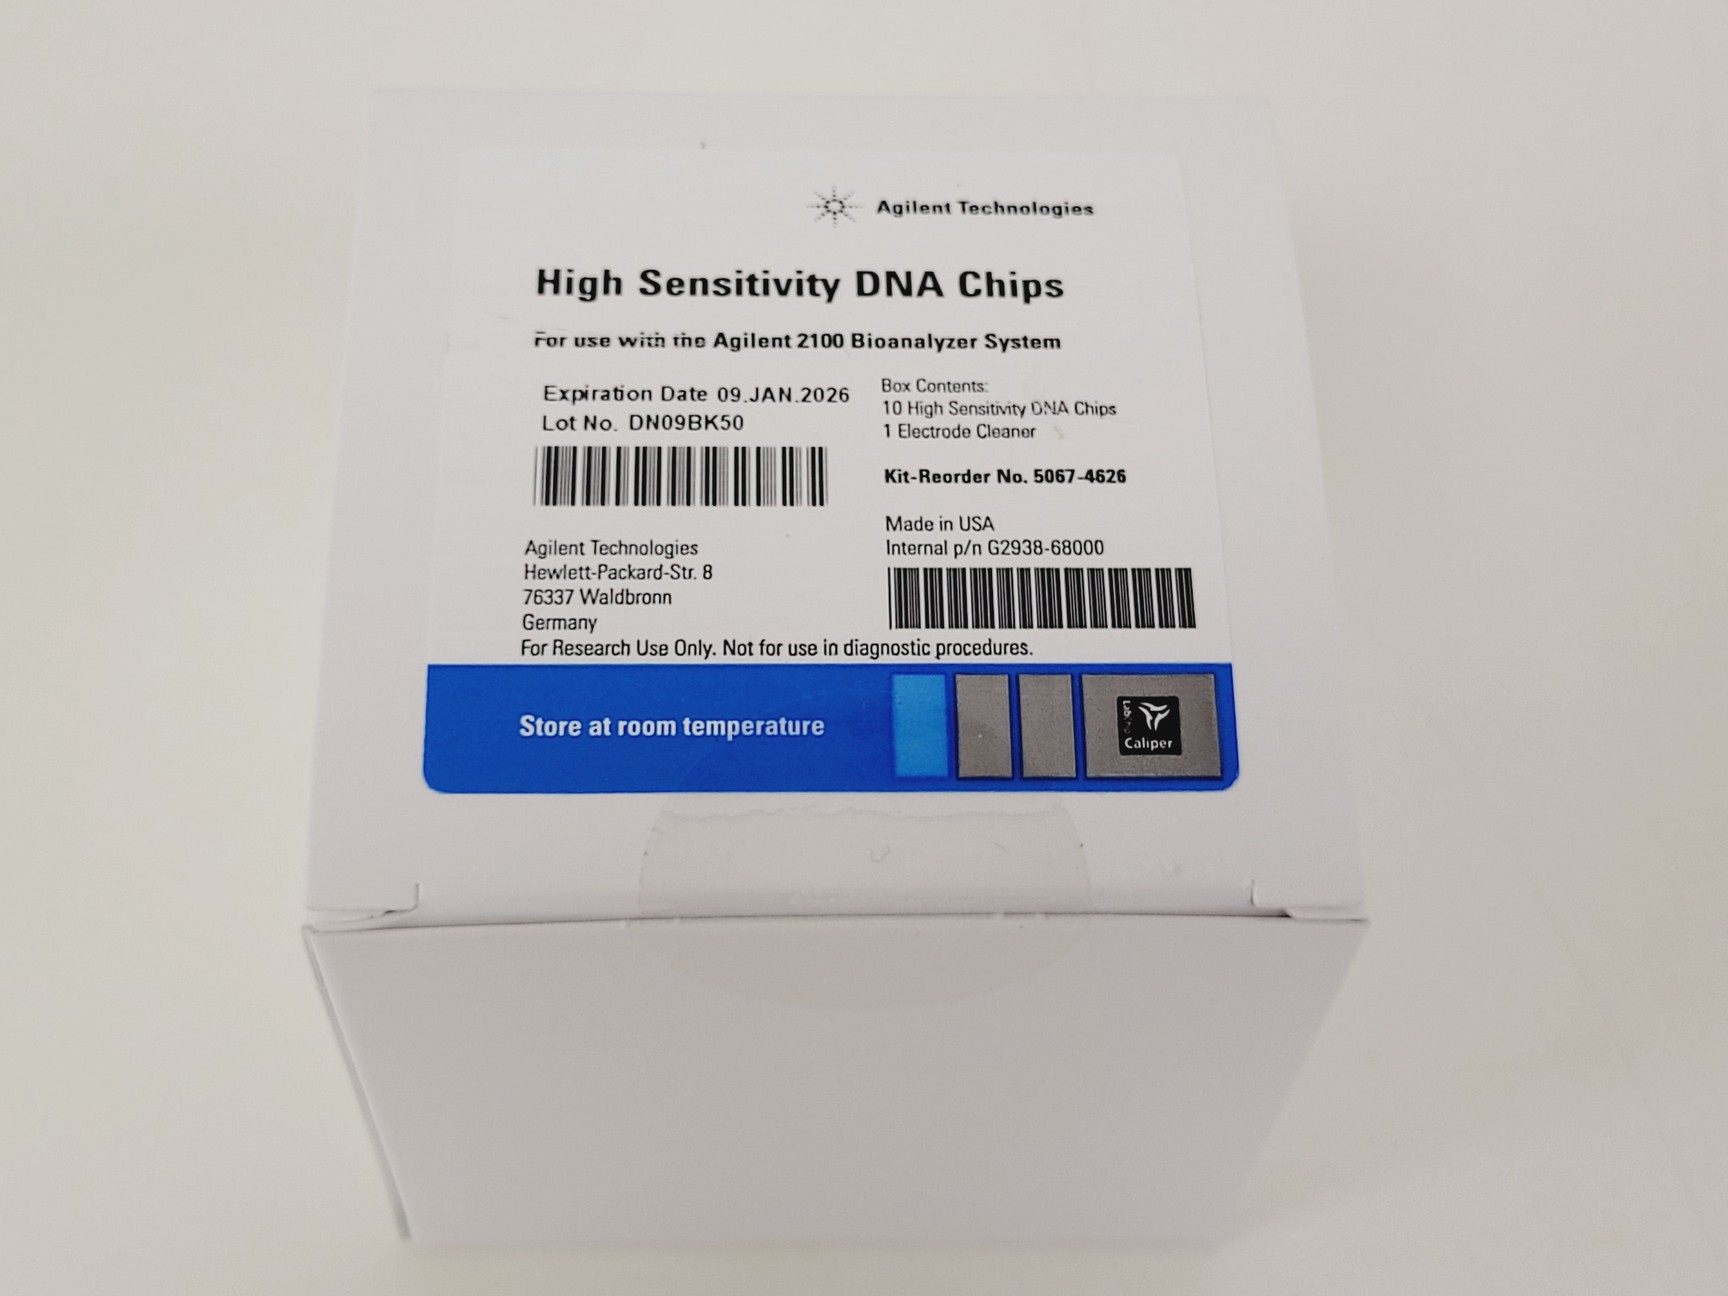 Agilent Technologies
High Sensitivity DNA Chips
For use with the Agilent 2100 Bioanalyzer System
Expiration Date 09.JAN.2026
Lot No. DN09BK50
Box Contents:
10 High Sensitivity DNA Chips
1 Electrode Cleaner
Kit-Reorder No. 5067-4626
Made in USA
Internal p/n G2938-68000
Agilent Technologies
Hewlett-Packard-Str. 8
76337 Waldbronn
Germany
For Research Use Only. Not for use in diagnostic procedures.
Store at room temperature
Caliper